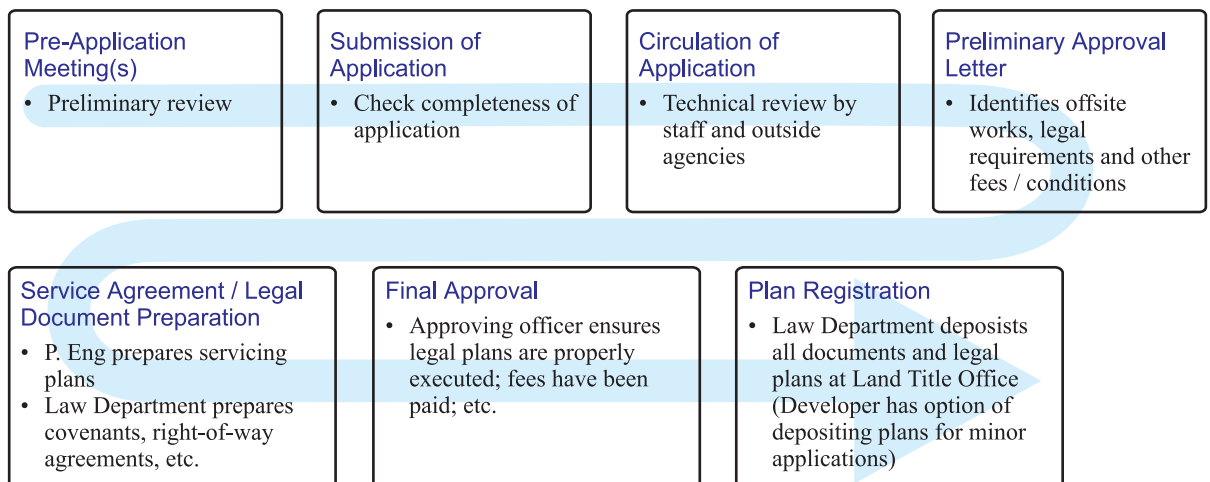 Pre-Application
Meeting(s)
• Preliminary review
Submission of
Application
• Check completeness of
application
Circulation of
Application
• Technical review by
staff and outside
agencies
Preliminary Approval
Letter
• Identifies offsite
works, legal
requirements and other
fees / conditions
Service Agreement / Legal
Document Preparation
• P. Eng prepares servicing
plans
• Law Department prepares
covenants, right-of-way
agreements, etc.
Final Approval
• Approving officer ensures
legal plans are properly
executed; fees have been
paid; etc.
Plan Registration
• Law Department deposists
all documents and legal
plans at Land Title Office
(Developer has option of
depositing plans for minor
applications)